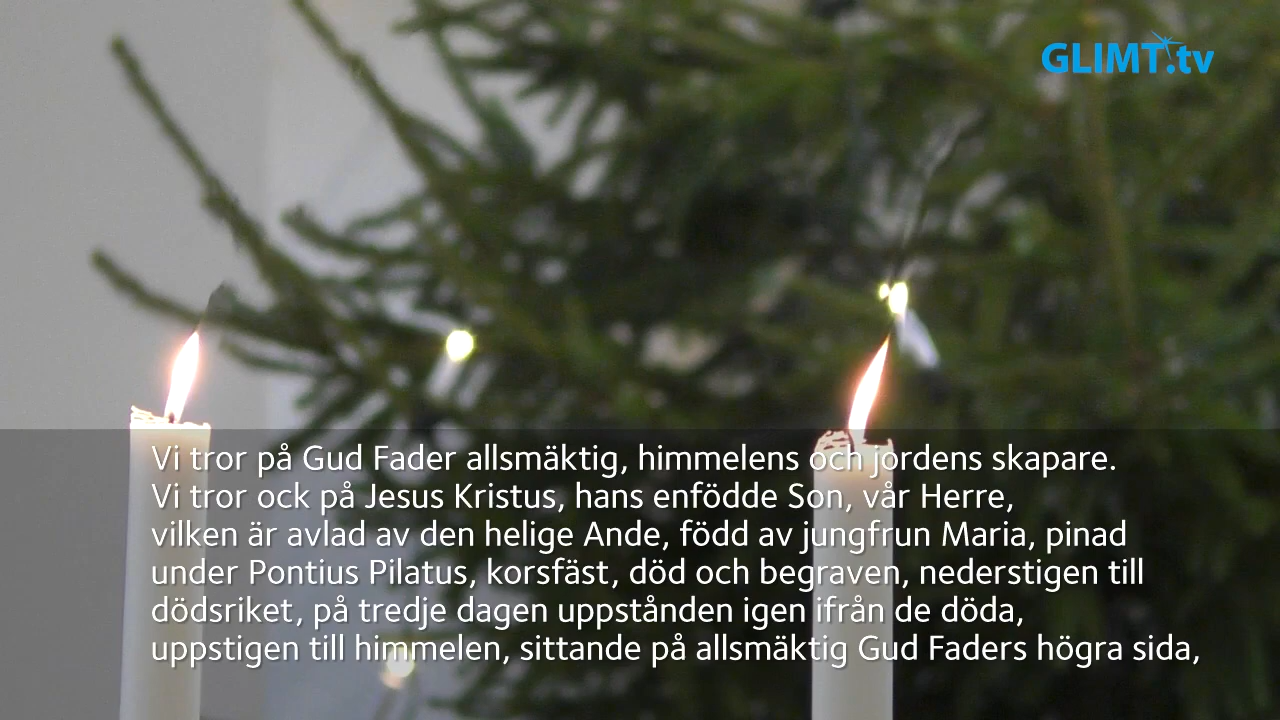 GLIMT.tv
Vi tror på Gud Fader allsmäktig, himmelens och jordens skapare.
Vi tror ock på Jesus Kristus, hans enfödde Son, vår Herre,
vilken är avlad av den helige Ande, född av jungfrun Maria, pinad
under Pontius Pilatus, korsfäst, död och begraven, nederstigen till
dödsriket, på tredje dagen uppstånden igen ifrån de döda,
uppstigen till himmelen, sittande på allsmäktig Gud Faders högra sida,